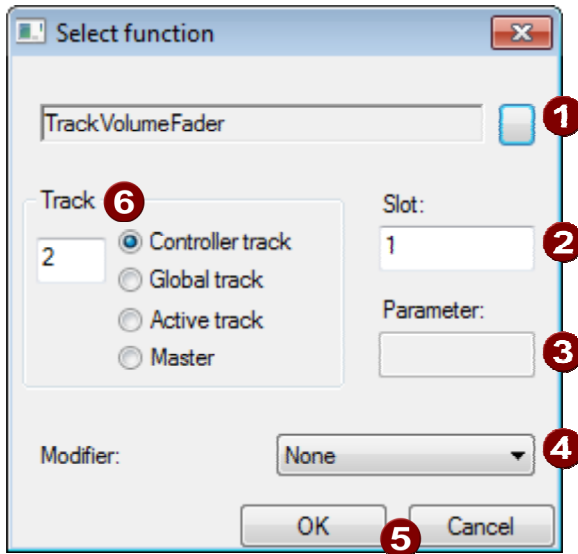 Select function
TrackVolumeFader
1
Track 6
Slot:
2
Controller track
1
2
Global track
Active track
Parameter:
3
Master
Modifier:
None
4
OK
5
Cancel